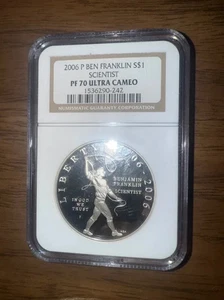 2006 P BEN FRANKLIN S$1
SCIENTIST
PF 70 ULTRA CAMEO
1536290-242
NUMISMATIC GUARANTY CORPORATION
LIBERTY
1706-2006
BENJAMIN
FRANKLIN
SCIENTIST
IN GOD
WE
TRUST